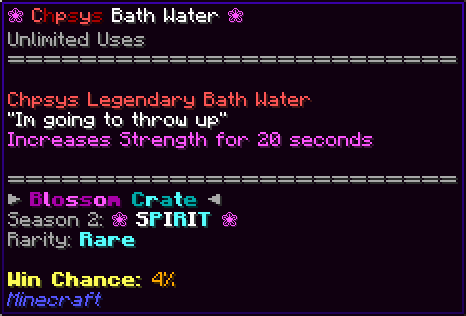 ❀ Chpsys Bath Water ❀
Unlimited Uses
==============================
Chpsys Legendary Bath Water
"Im going to throw up"
Increases Strength for 20 seconds
==============================
► Blossom Crate ◄
Season 2: ❀ SPIRIT ❀
Rarity: Rare
Win Chance: 4%
Minecraft